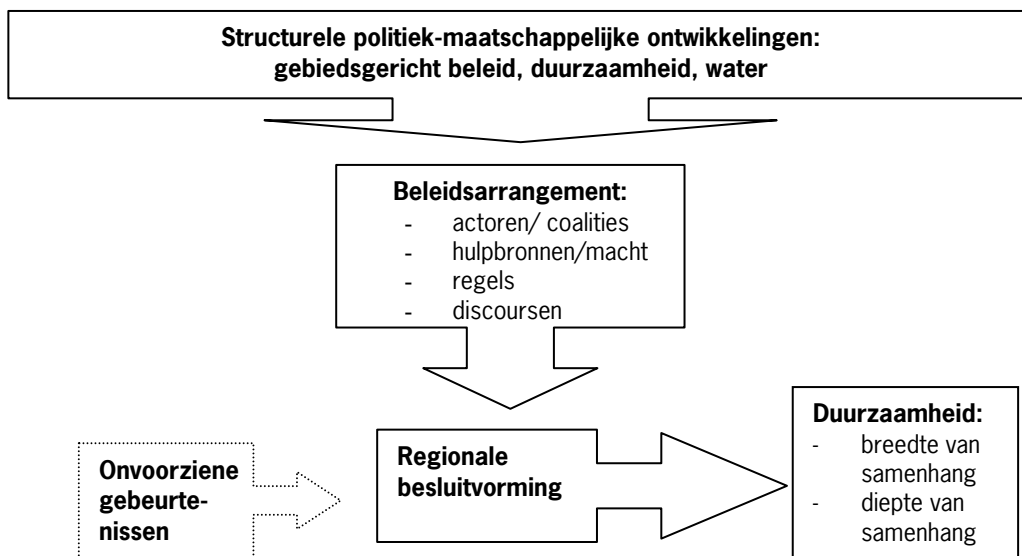 Structurele politiek-maatschappelijke ontwikkelingen:
gebiedsgericht beleid, duurzaamheid, water
Beleidsarrangement:
- actoren/ coalities
- hulpbronnen/macht
- regels
- discoursen
Onvoorziene
gebeurte-
nissen
Regionale
besluitvorming
Duurzaamheid:
- breedte van
samenhang
- diepte van
samenhang